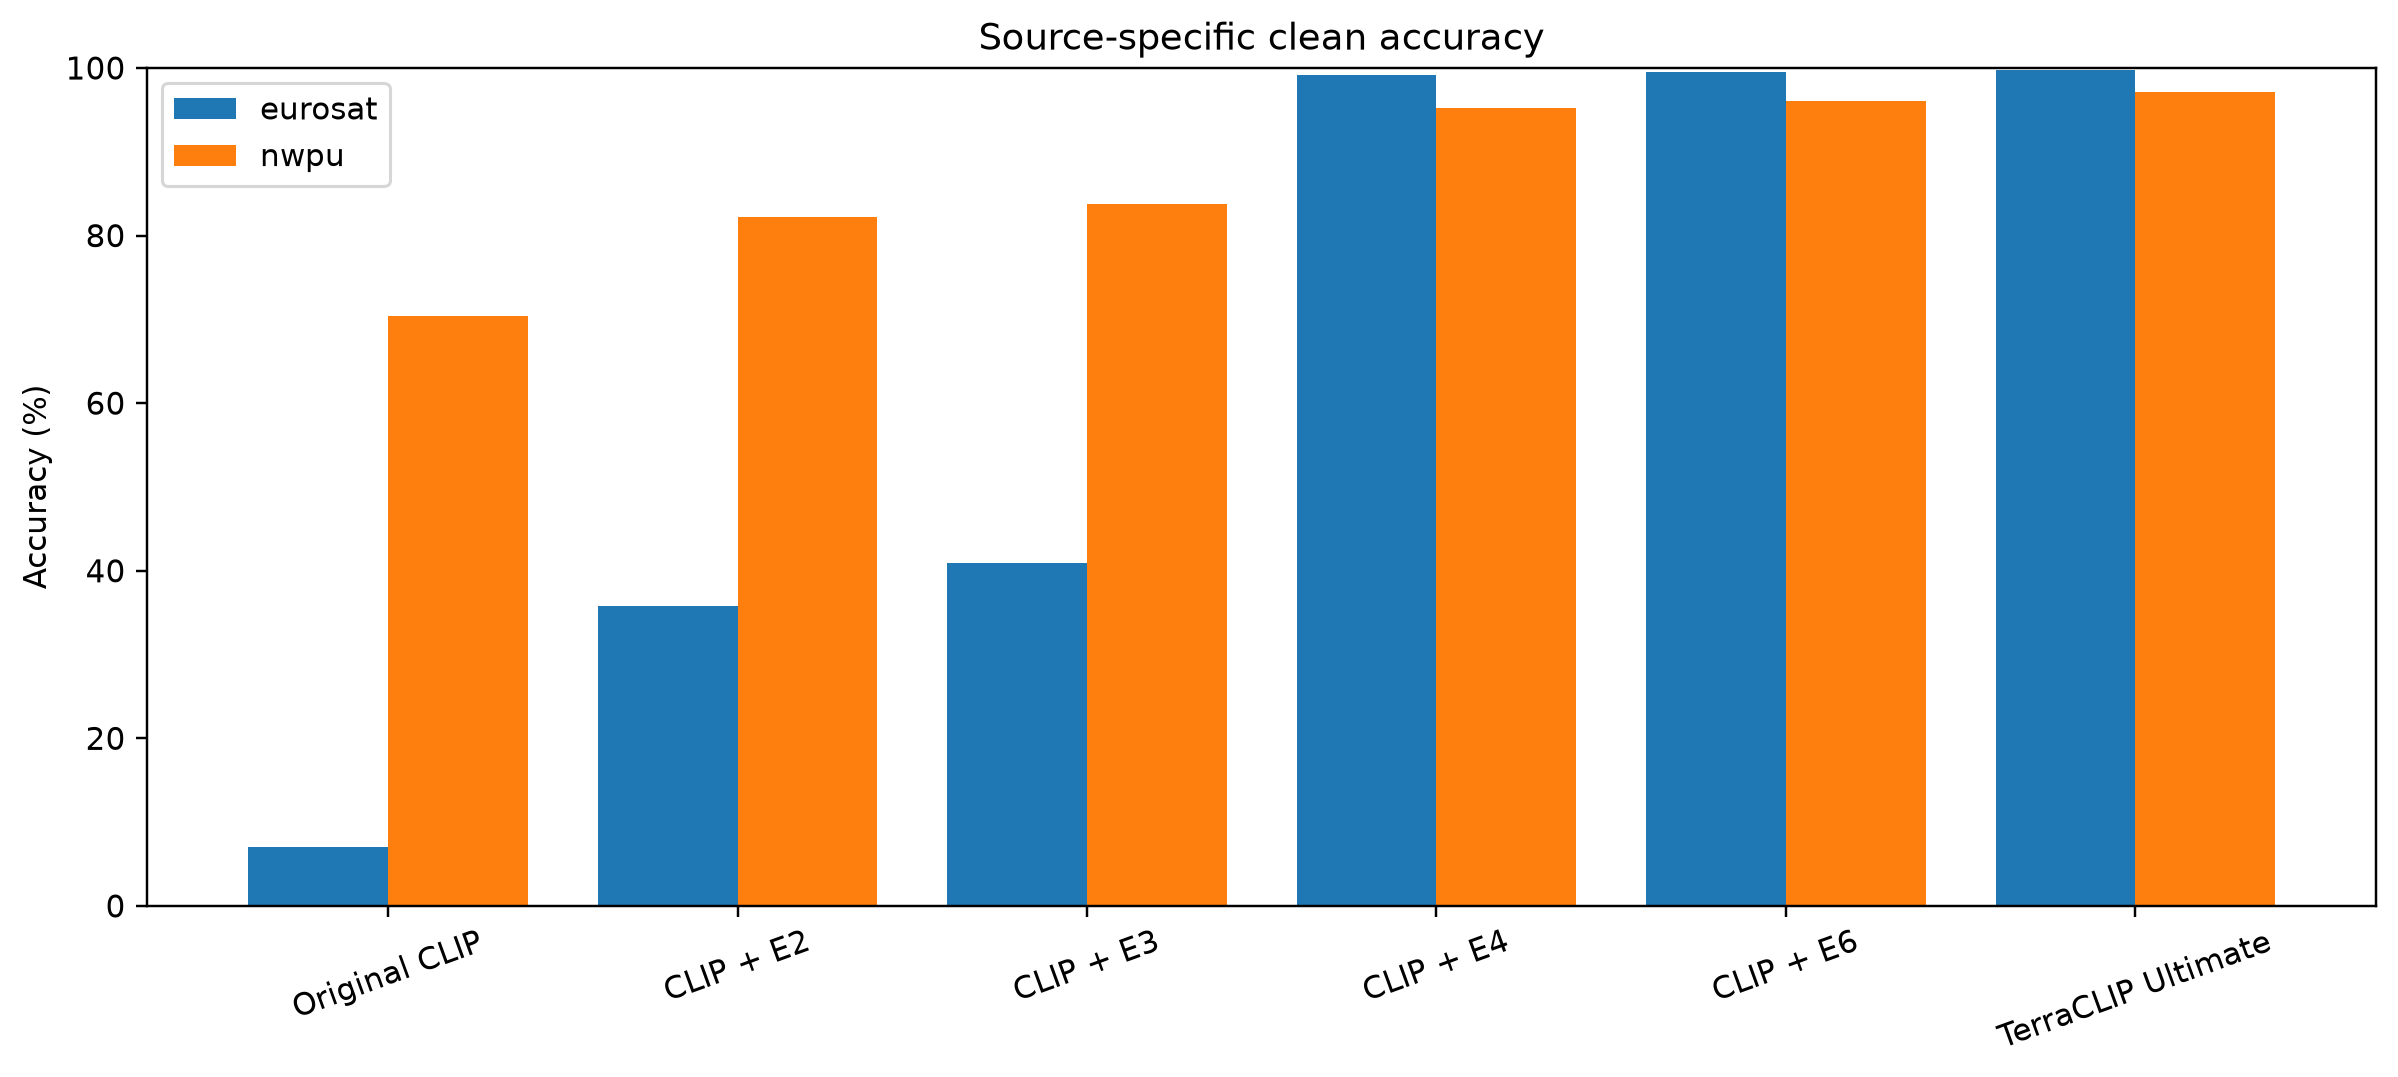 Source-specific clean accuracy
100
80
60
40
20
0
Accuracy (%)
eurosat
nwpu
Original CLIP
CLIP + E2
CLIP + E3
CLIP + E4
CLIP + E6
TerraCLIP Ultimate